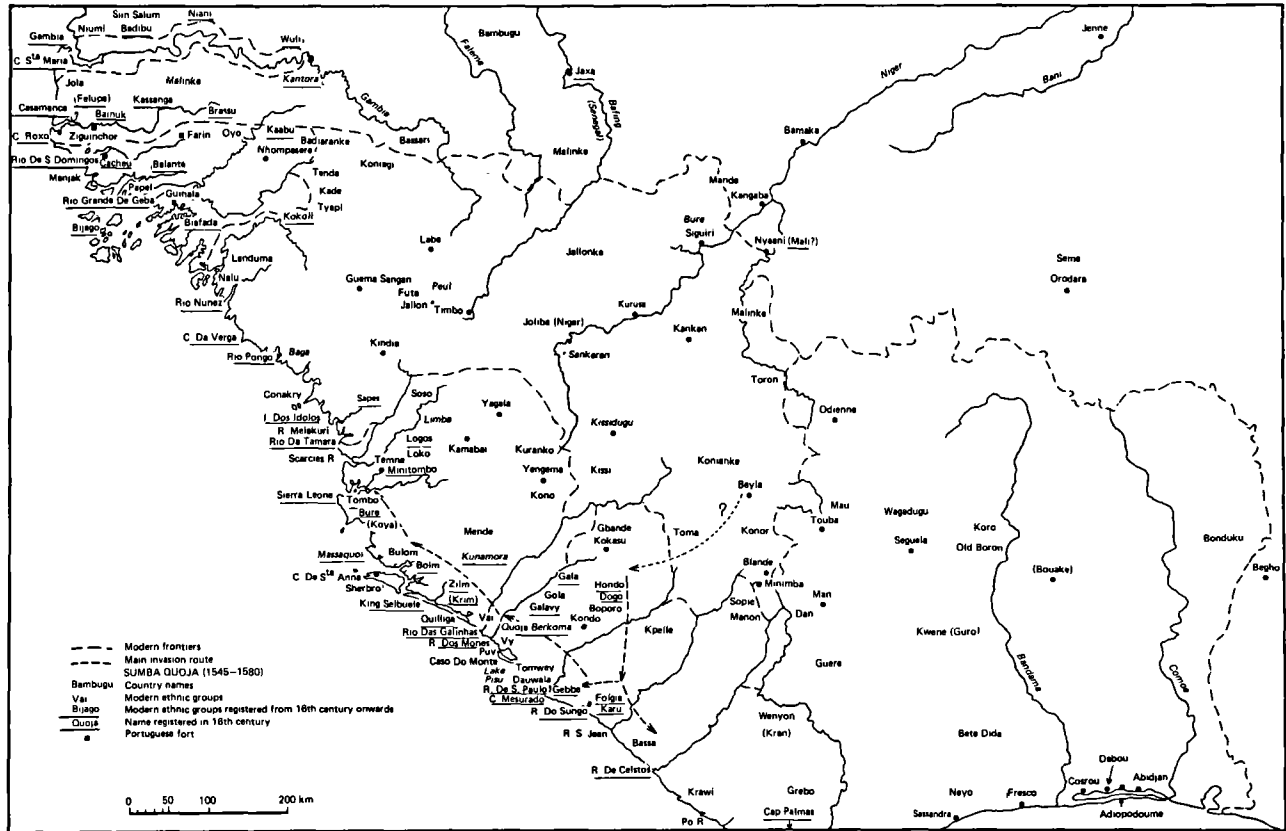 Siin Salum
Niani
Niumi
Badibu
Gambia
Wuli
C Sta Maria
Jola
Malinke
Kantora
Gambia
Faleme
Bambugu
Jaxa
Bafing
(Senegal)
Niger
Jenne
Bani
Casamanca
(Felupe)
Kassanga
Brassu
Bainuk
C Roxo
Ziguinchor
Farin
Oyo
Kaabu
Badiaranke
Bassari
Malinke
Bamaka
Rio De S Domingos
Cacheu
Balante
Nhompasere
Koniagi
Manjak
Papel
Tenda
Mande
Rio Grande De Geba
Guinala
Kade
Kangaba
Tyapi
Bijago
Biafada
Kokoli
Bure
Siguiri
Nyaani (Mali?)
Landuma
Labe
Jallonke
Nalu
Guema Sangan
Futa
Peul
Jallon
Timbo
Sema
Orodara
Rio Nunez
Kurusa
Malinke
C Da Verga
Joliba (Niger)
Kankan
Rio Pongo
Baga
Kindia
Sankaran
Toron
Conakry
Sapes
Soso
Odienne
I Dos Idolos
Limba
Yagala
Kissidugu
R Melakuri
Rio Da Tamara
Logos
Loko
Kamabai
Kuranko
Scarcies R
Temne
Minitombo
Yengema
Kissi
Konianke
Kono
Beyla
Sierra Leone
Tombo
Bure
(Koya)
?
Mau
Touba
Wagadugu
Koro
Mende
Gbande
Kokasu
Toma
Konor
Seguela
Old Boron
Bonduku
Massaquoi
Bulom
Kunamora
(Bouake)
Begho
Bolm
Blande
C De Sta Anna
Gala
Minimba
Sherbro
Zilm
(Krim)
Gola
Hondo
Dogo
Man
King Selbuele
Galavy
Boporo
Sopie
Dan
Quilliga
Vai
Kondo
Manon
Rio Das Galinhas
Quoja Berkoma
Kpelle
Kwene (Guro)
R Dos Mones
Vy
Puv
Caso Do Monte
Guere
Lake
Pisu
Tomwey
Dauwala
R. De S. Paulo
Gebbe
C Mesurado
Folgia
Karu
R Do Sungo
R S Jean
Bassa
Wenyon
(Kran)
Bete Dida
Bandama
Comoe
R De Celstos
Krawi
Grebo
Neyo
Fresco
Dabou
Cosrou
Abidjan
Po R
Cap Palmas
Sassandra
Adiopodoume
Modern frontiers
Main invasion route
SUMBA QUOJA (1545–1580)
Bambugu Country names
Vai Modern ethnic groups
Bijago Modern ethnic groups registered from 16th century onwards
Quoja Name registered in 16th century
Portuguese fort
0 50 100 200 km